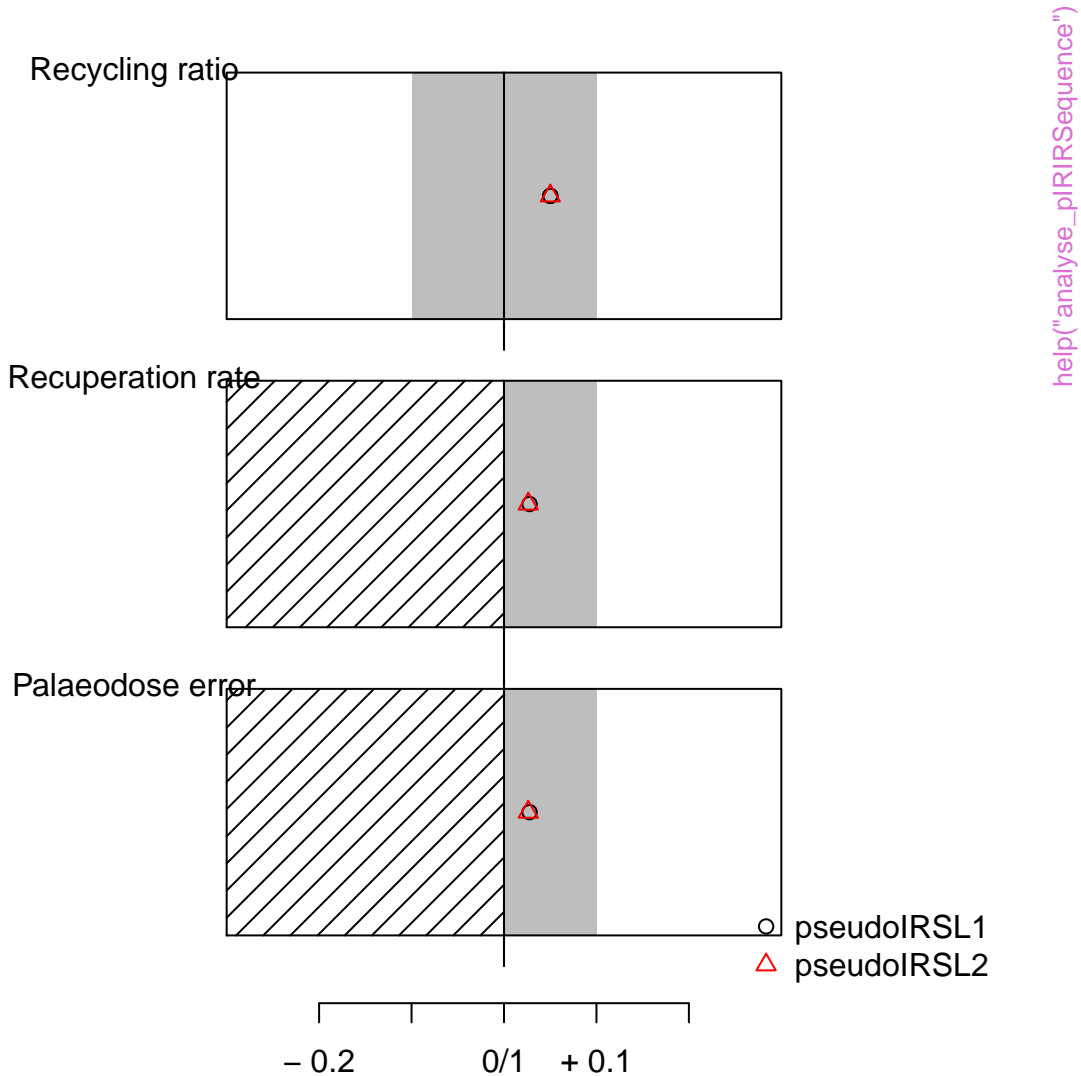 Recycling ratio
help("analyse_pIRIRSequence")
Recuperation rate
Palaeodose error
pseudoIRSL1
pseudoIRSL2
− 0.2
0/1
+ 0.1